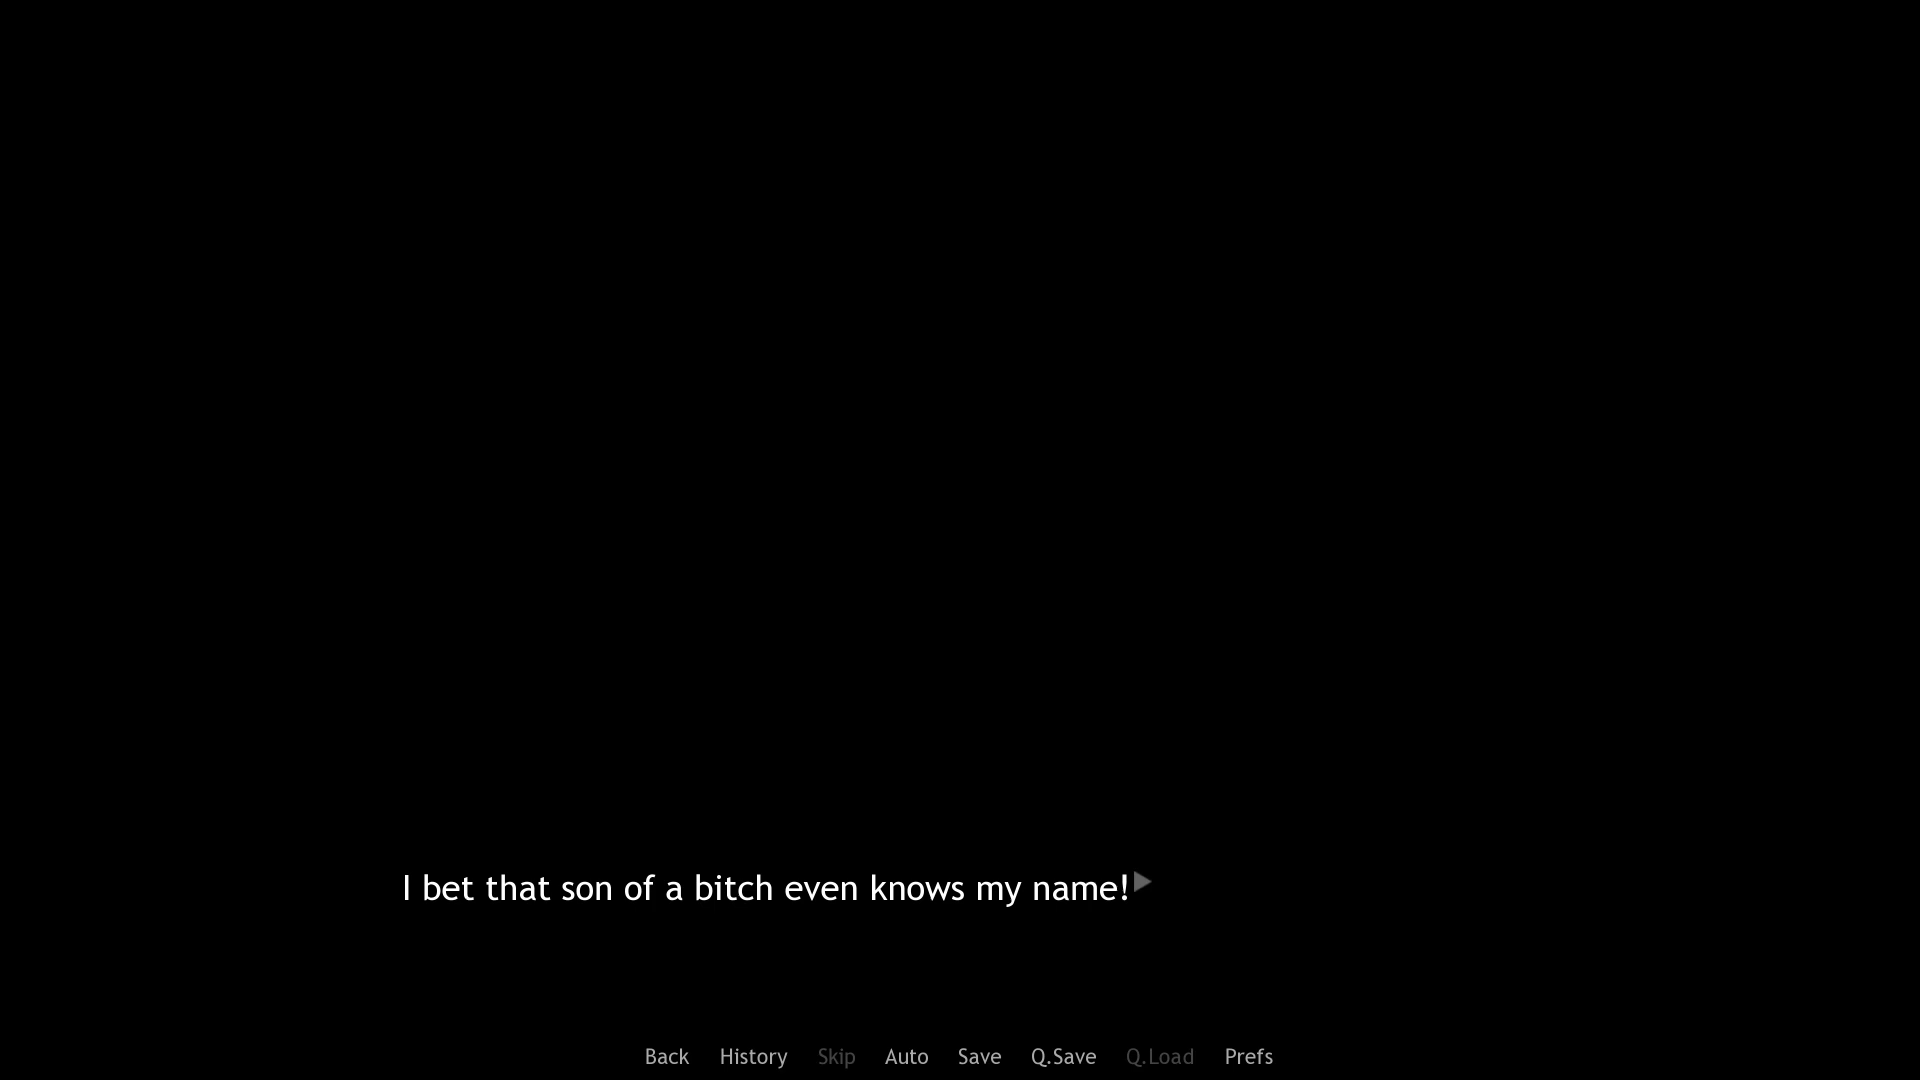 I bet that son of a bitch even knows my name!
Back History Skip Auto Save Q.Save Q.Load Prefs